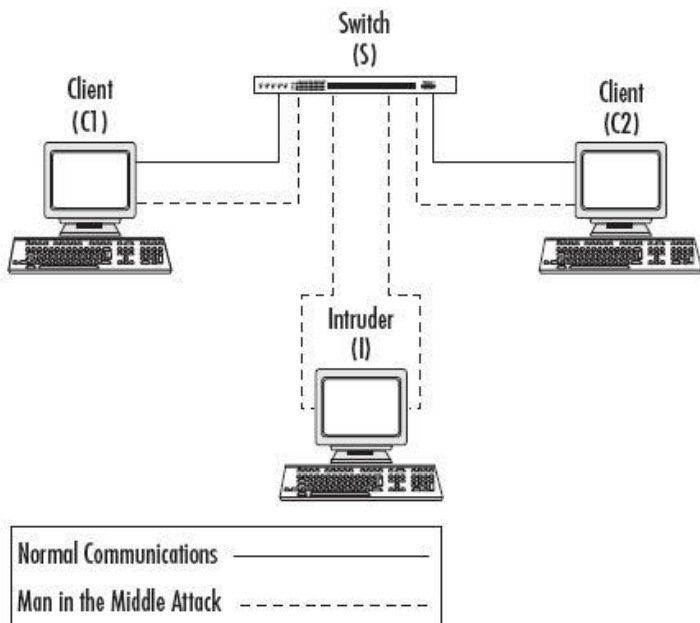 Switch
(S)
Client
(C1)
Client
(C2)
Intruder
(I)
Normal Communications
Man in the Middle Attack